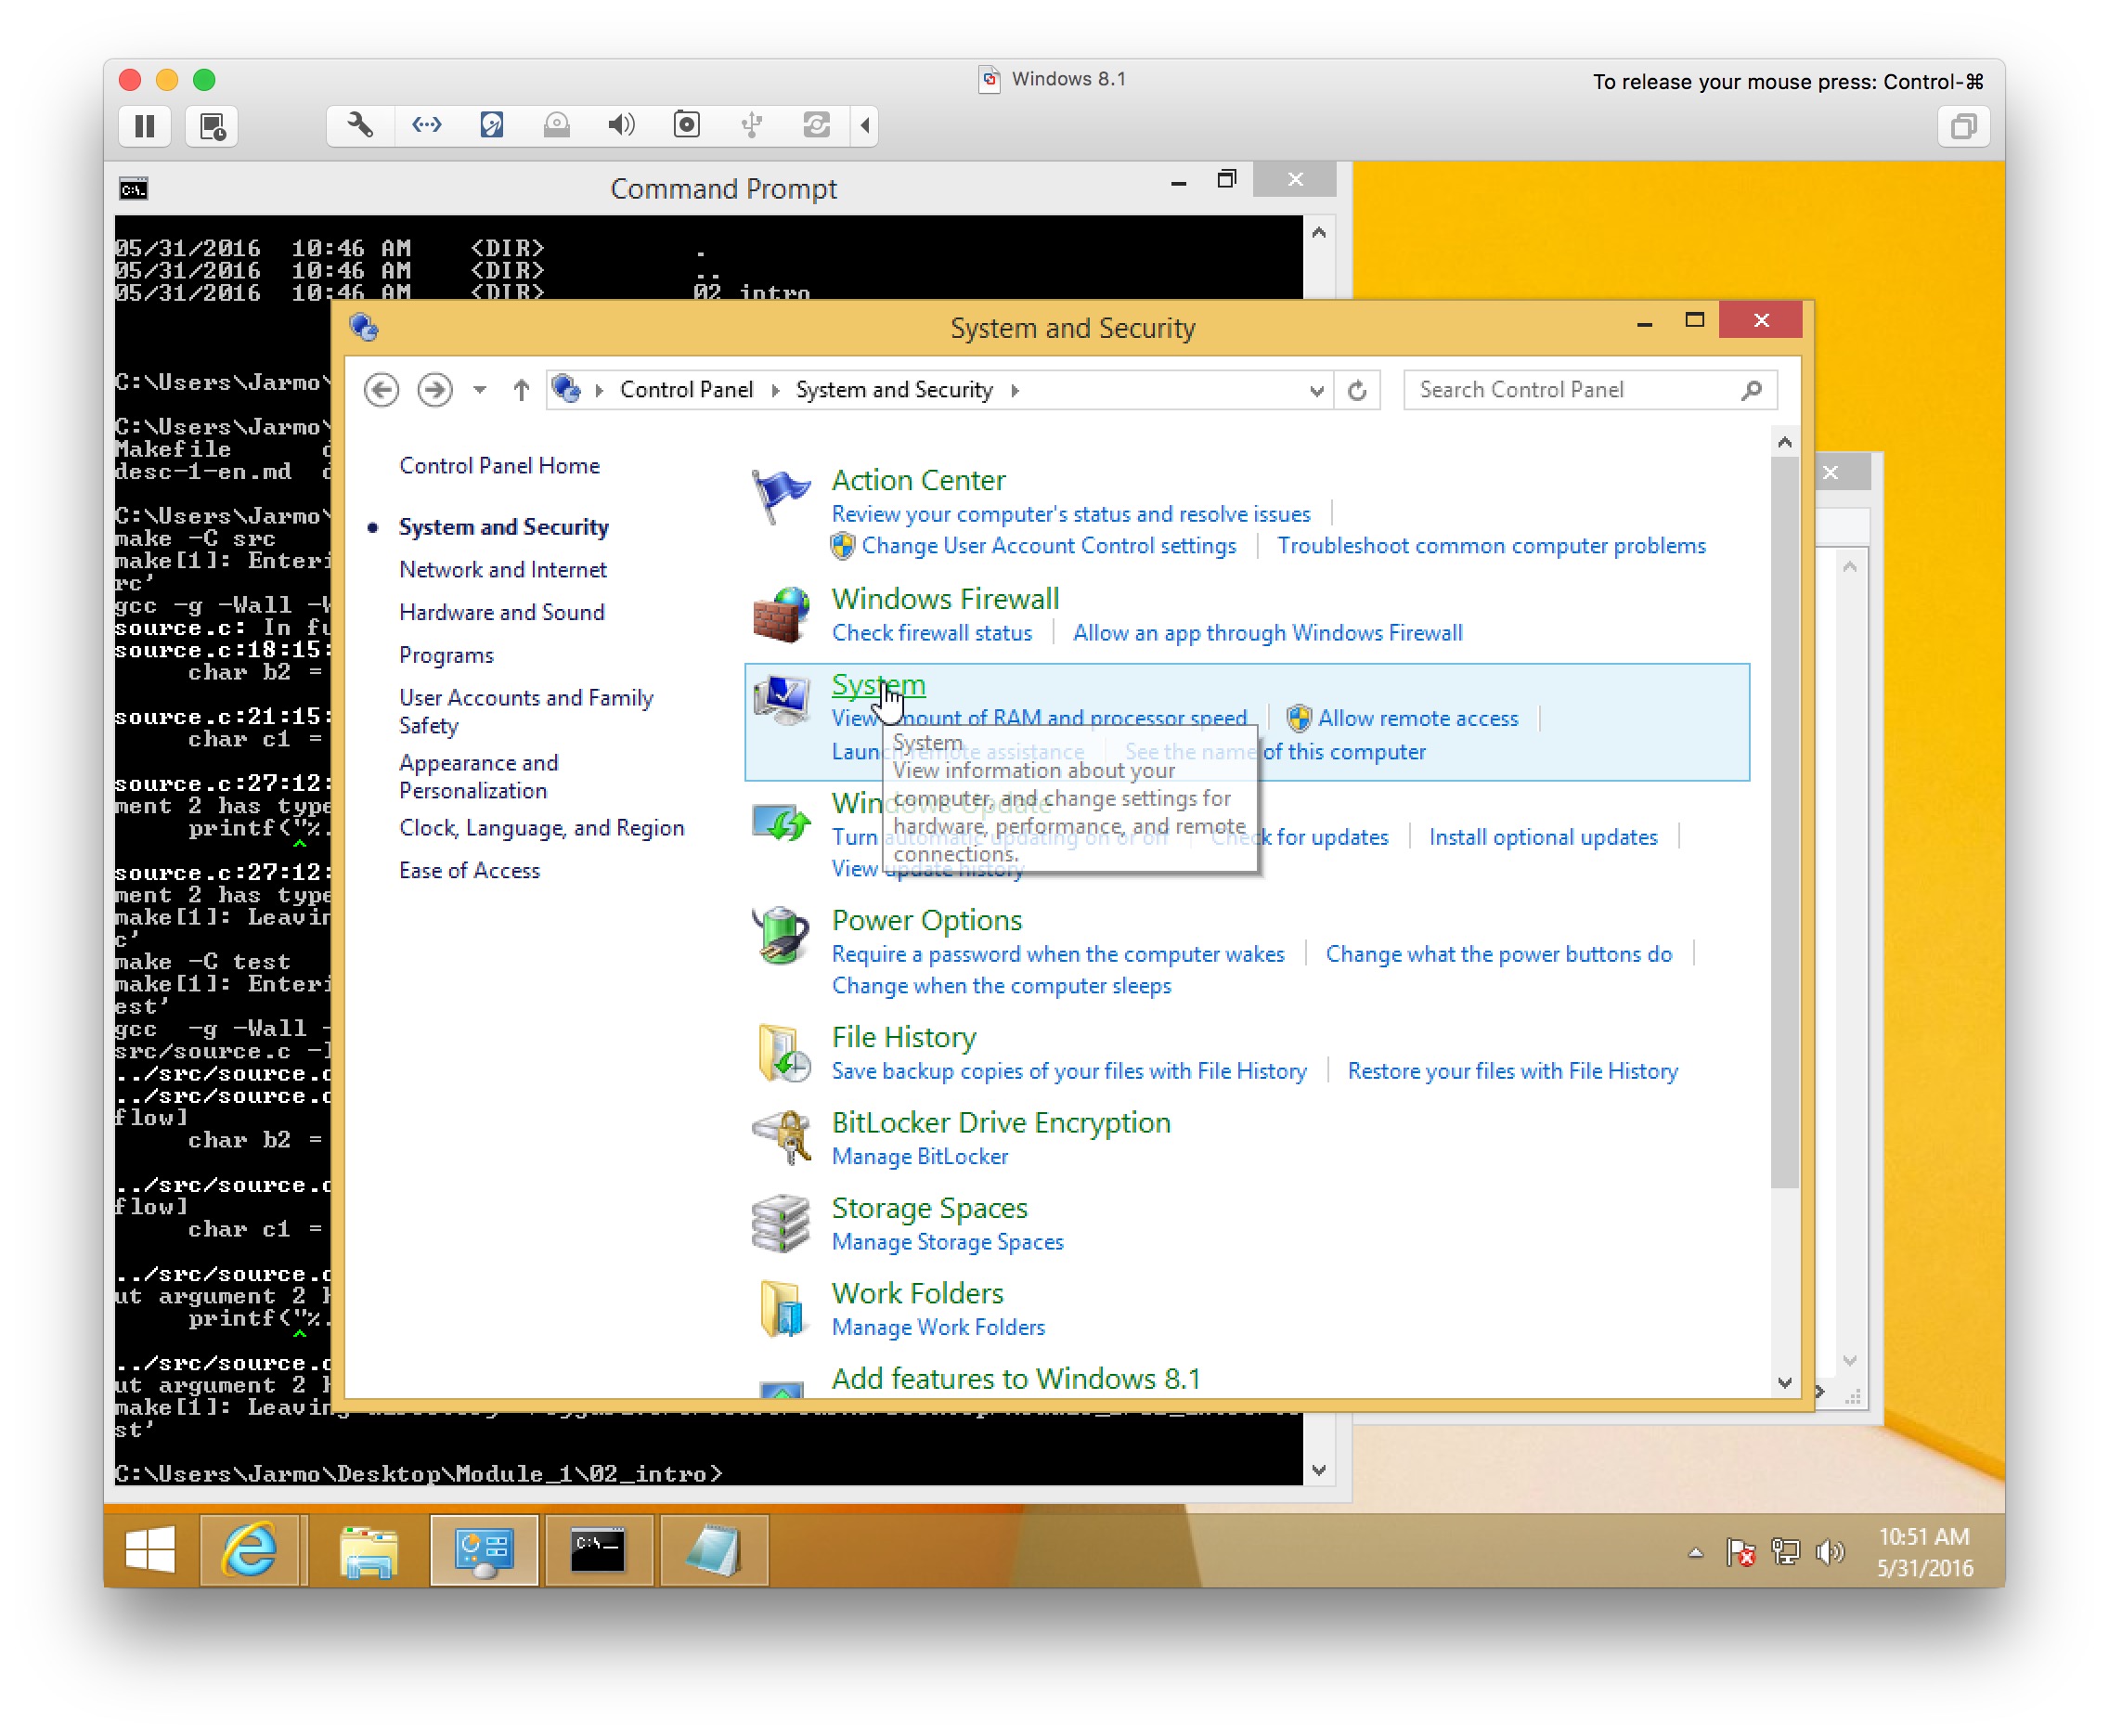 Windows 8.1
To release your mouse press: Control-⌘
Command Prompt
05/31/2016 10:46 AM <DIR> .
05/31/2016 10:46 AM <DIR> ..
05/31/2016 10:46 AM <DIR> 02_intro
C:\Users\Jarmo\
C:\Users\Jarmo\
Makefile
desc-1-en.md
C:\Users\Jarmo\
make -C src
make[1]: Enteri
rc’
gcc -g -Wall -W
source.c: In fu
source.c:18:15:
char b2 =
source.c:21:15:
char c1 =
source.c:27:12:
ment 2 has type
printf("%.
^
source.c:27:12:
ment 2 has type
make[1]: Leavin
c’
make -C test
make[1]: Enteri
est’
gcc -g -Wall -
src/source.c -l
../src/source.c
../src/source.c
flow]
char b2 =
../src/source.c
flow]
char c1 =
../src/source.c
ut argument 2 h
printf("%.
^
../src/source.c
ut argument 2 h
make[1]: Leaving
st’
C:\Users\Jarmo\Desktop\Module_1\02_intro>
System and Security
Control Panel System and Security
Search Control Panel
Control Panel Home
System and Security
Network and Internet
Hardware and Sound
Programs
User Accounts and Family
Safety
Appearance and
Personalization
Clock, Language, and Region
Ease of Access
Action Center
Review your computer's status and resolve issues
Change User Account Control settings Troubleshoot common computer problems
Windows Firewall
Check firewall status Allow an app through Windows Firewall
System
View amount of RAM and processor speed Allow remote access
Launch remote assistance See the name of this computer
System
View information about your
computer, and change settings for
hardware, performance, and remote
connections.
Windows Update
Turn automatic updating on or off Check for updates Install optional updates
View update history
Power Options
Require a password when the computer wakes Change what the power buttons do
Change when the computer sleeps
File History
Save backup copies of your files with File History Restore your files with File History
BitLocker Drive Encryption
Manage BitLocker
Storage Spaces
Manage Storage Spaces
Work Folders
Manage Work Folders
Add features to Windows 8.1
10:51 AM
5/31/2016